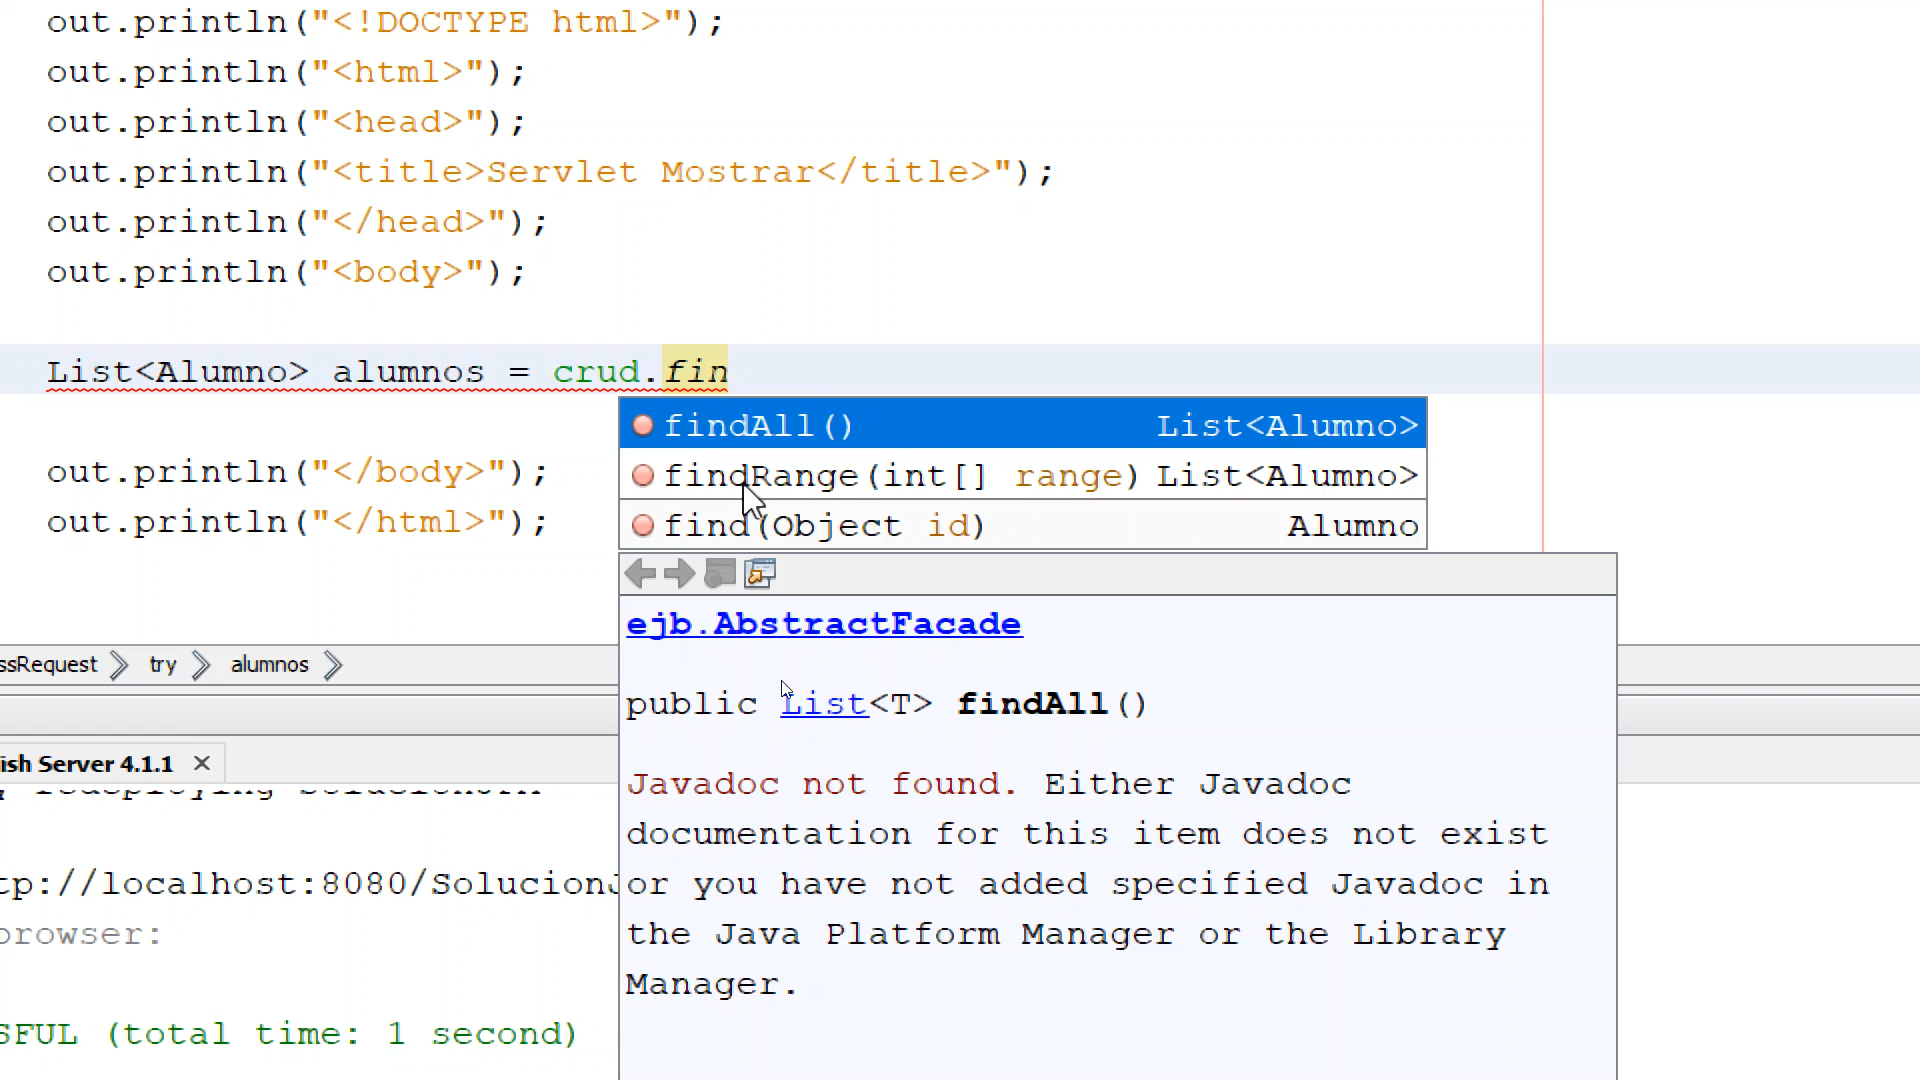 out.println("<!DOCTYPE html>");
out.println("<html>");
out.println("<head>");
out.println("<title>Servlet Mostrar</title>");
out.println("</head>");
out.println("<body>");
List<Alumno> alumnos = crud.fin
findAll() List<Alumno>
findRange(int[] range) List<Alumno>
find(Object id) Alumno
out.println("</body>");
out.println("</html>");
ejb.AbstractFacade
public List<T> findAll()
Javadoc not found. Either Javadoc
documentation for this item does not exist
or you have not added specified Javadoc in
the Java Platform Manager or the Library
Manager.
ssRequest try alumnos
ish Server 4.1.1
tp://localhost:8080/Solucion
browser:
SFUL (total time: 1 second)